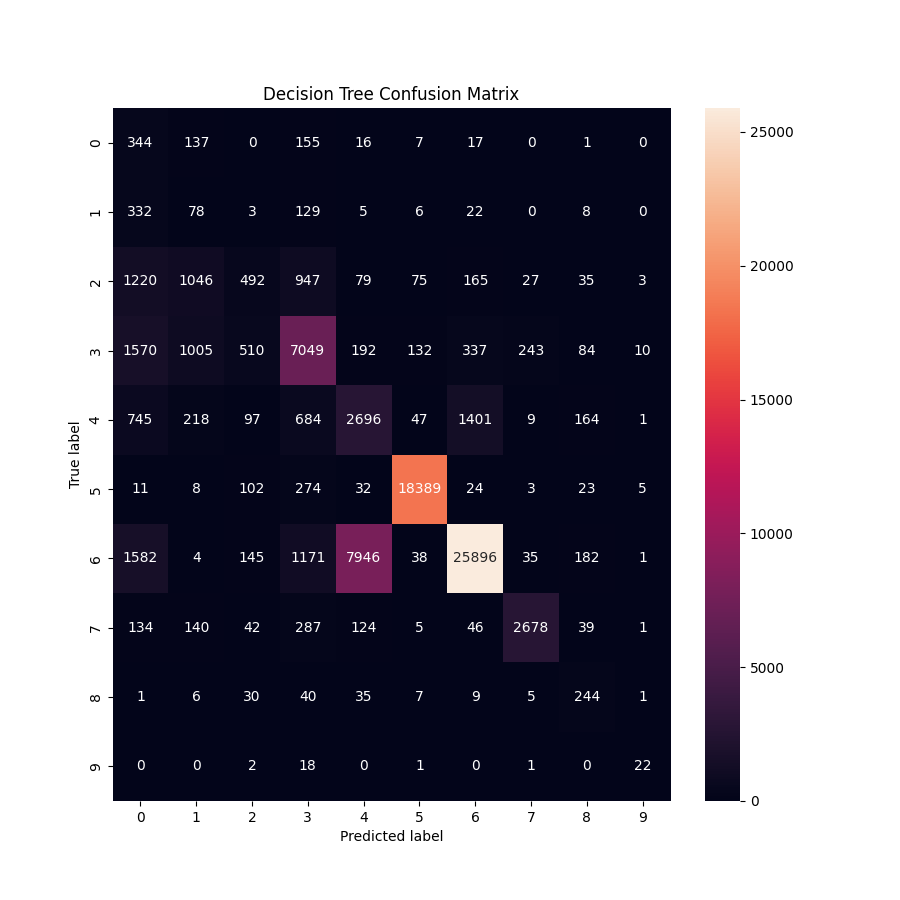 Decision Tree Confusion Matrix
0 344 137 0 155 16 7 17 0 1 0
1 332 78 3 129 5 6 22 0 8 0
2 1220 1046 492 947 79 75 165 27 35 3
3 1570 1005 510 7049 192 132 337 243 84 10
4 745 218 97 684 2696 47 1401 9 164 1
5 11 8 102 274 32 18389 24 3 23 5
6 1582 4 145 1171 7946 38 25896 35 182 1
7 134 140 42 287 124 5 46 2678 39 1
8 1 6 30 40 35 7 9 5 244 1
9 0 0 2 18 0 1 0 1 0 22
0 1 2 3 4 5 6 7 8 9
Predicted label
True label
25000
20000
15000
10000
5000
0